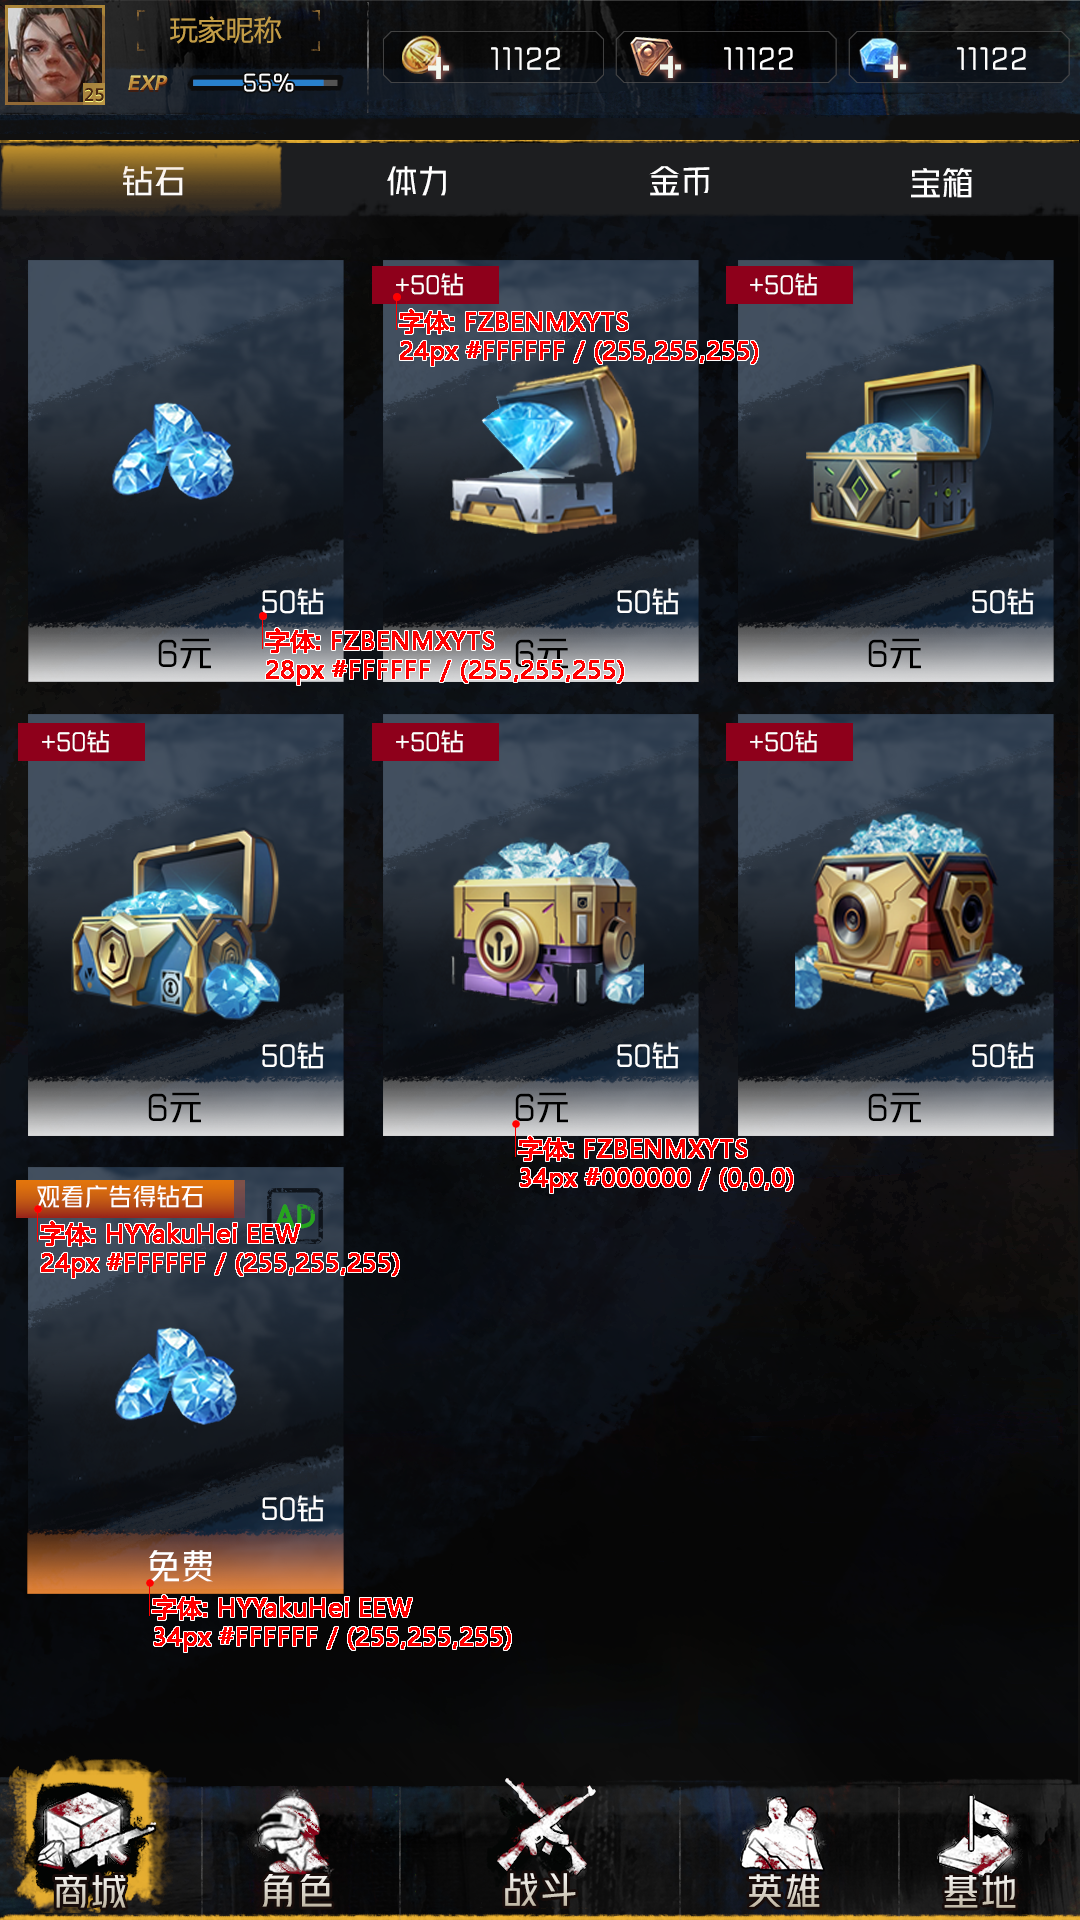 玩家昵称
25
EXP
55%
11122
11122
11122
钻石
体力
金币
宝箱
+50钻
+50钻
字体: FZBENMXYTS
24px #FFFFFF / (255,255,255)
50钻
50钻
50钻
6元
6元
6元
字体: FZBENMXYTS
28px #FFFFFF / (255,255,255)
+50钻
+50钻
+50钻
50钻
50钻
50钻
6元
6元
6元
字体: FZBENMXYTS
34px #000000 / (0,0,0)
观看广告得钻石
AD
字体: HYYakuHei EEW
24px #FFFFFF / (255,255,255)
50钻
免费
字体: HYYakuHei EEW
34px #FFFFFF / (255,255,255)
商城
角色
战斗
英雄
基地